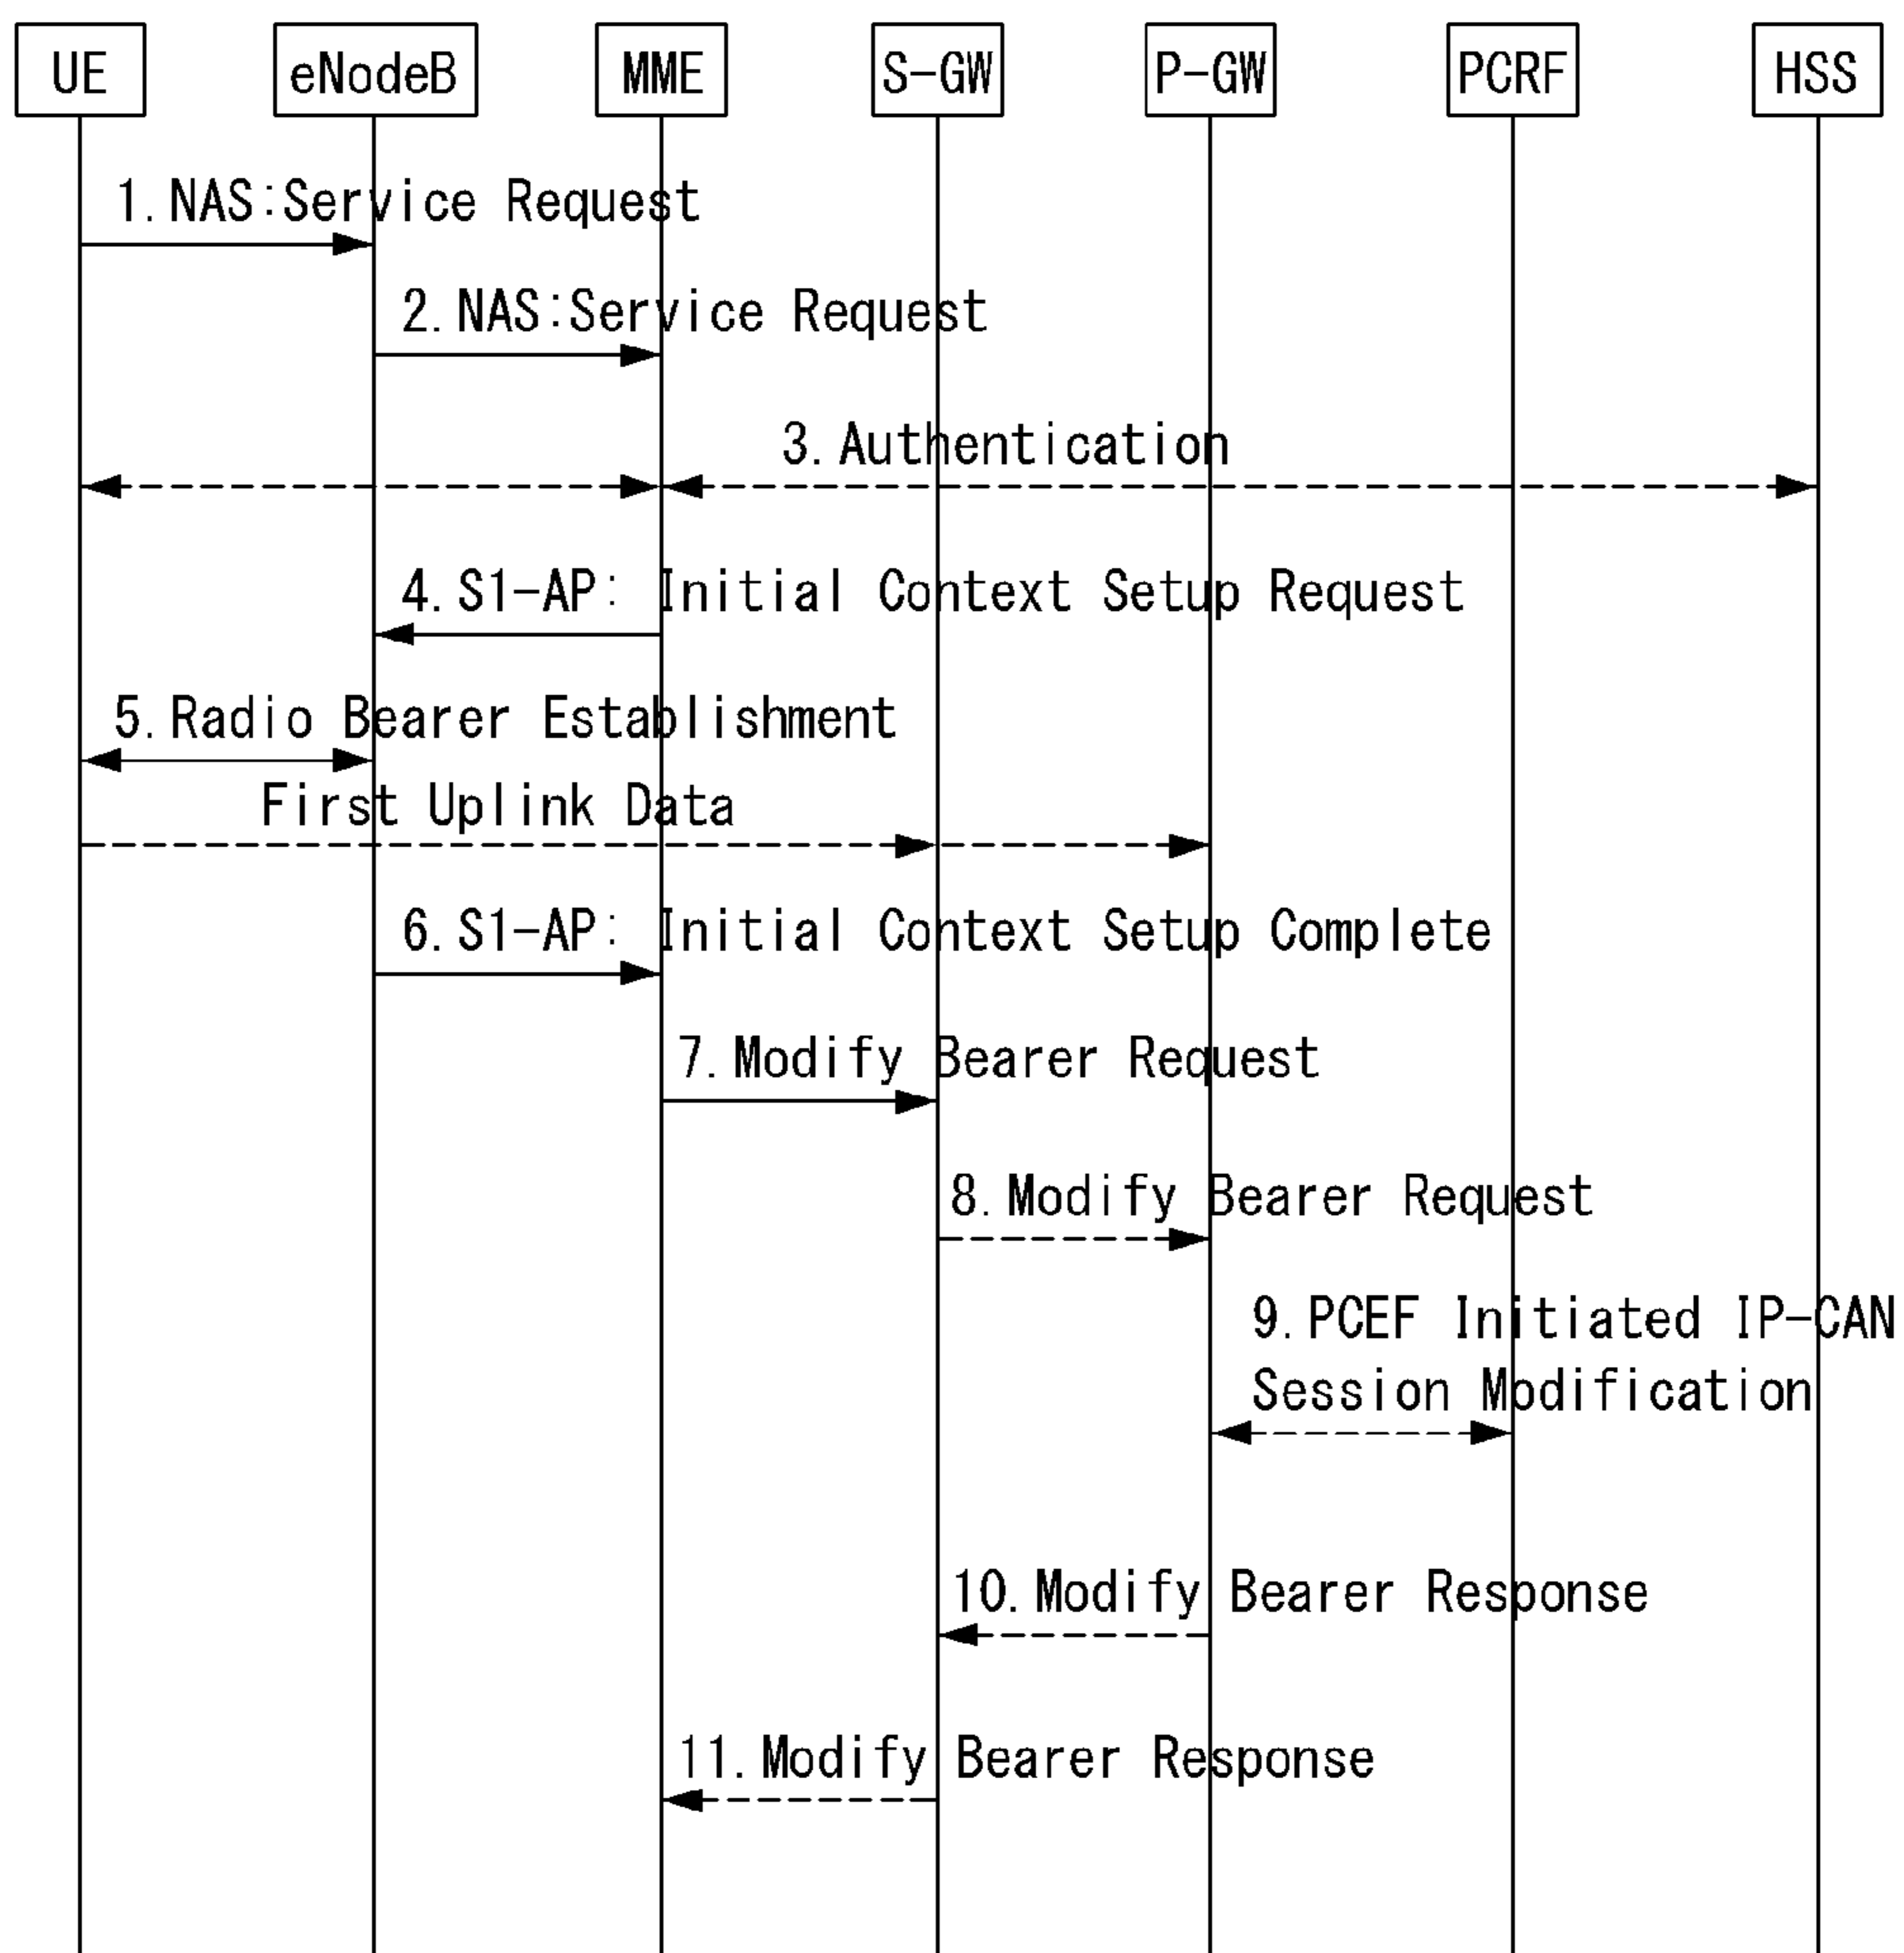 UE eNodeB MME S-GW P-GW PCRF HSS
1.NAS:Service Request
2.NAS:Service Request
3.Authentication
4.S1-AP: Initial Context Setup Request
5.Radio Bearer Establishment
First Uplink Data
6.S1-AP: Initial Context Setup Complete
7.Modify Bearer Request
8.Modify Bearer Request
9.PCEF Initiated IP-CAN
Session Modification
10.Modify Bearer Response
11.Modify Bearer Response